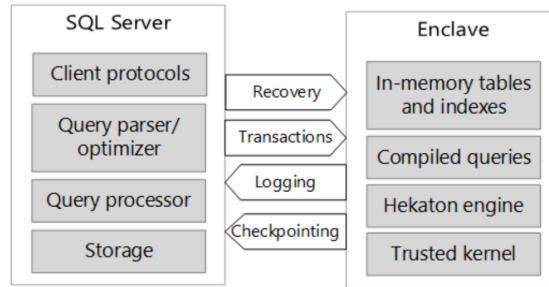 SQL Server
Client protocols
Query parser/
optimizer
Query processor
Storage
Recovery
Transactions
Logging
Checkpointing
Enclave
In-memory tables
and indexes
Compiled queries
Hekaton engine
Trusted kernel